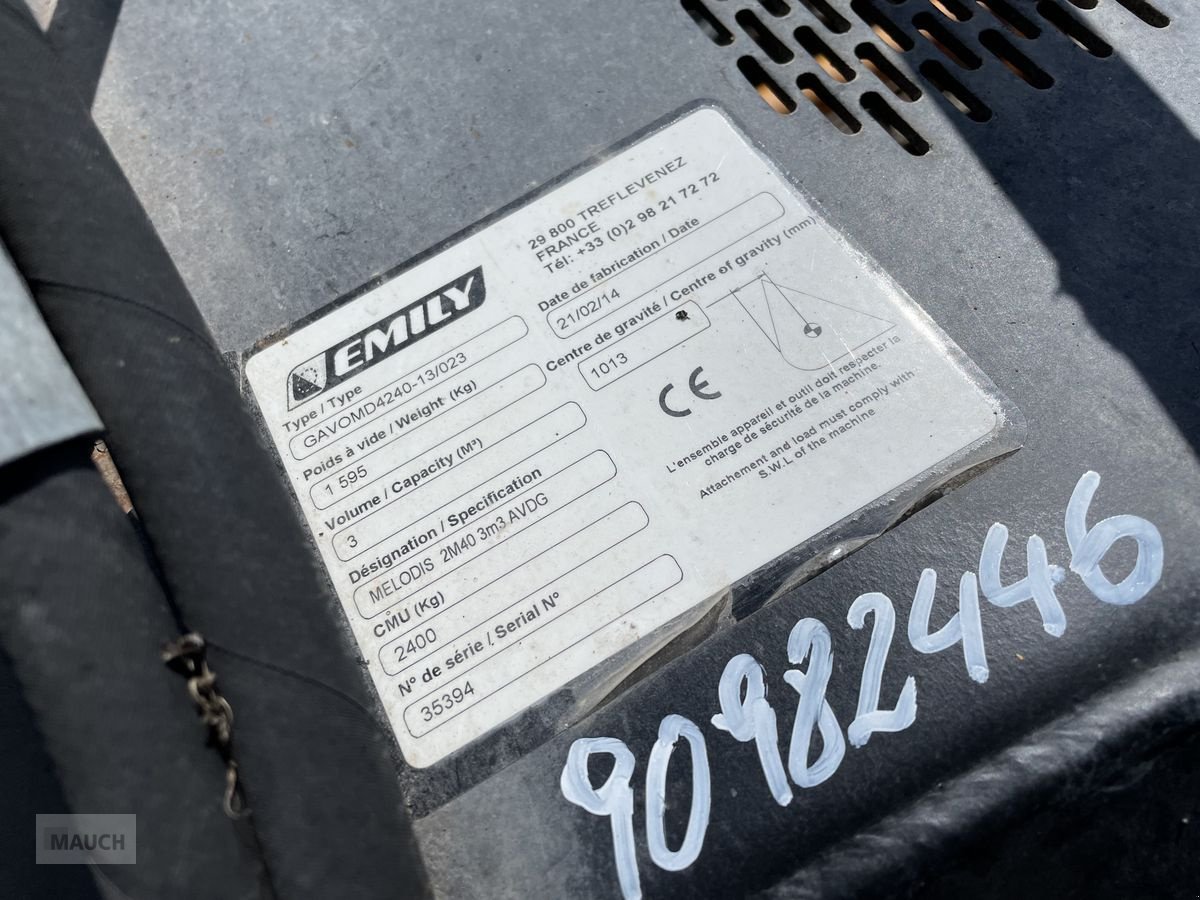 EMILY
29 800 TREFLEVENEZ
FRANCE
Tél: +33 (0)2 98 21 72 72
Type / Type
GAVOMD4240-13/023
Poids à vide / Weight (Kg)
1 595
Volume / Capacity (M³)
3
Désignation / Specification
MELODIS 2M40 3m3 AVDG
CMU (Kg)
2400
N° de série / Serial N°
35394
Date de fabrication / Date
21/02/14
Centre de gravité / Centre of gravity (mm)
1013
CE
L'ensemble appareil et outil doit respecter la
charge de sécurité de la machine.
Attachement and load must comply with
S.W.L of the machine
90982446
MAUCH